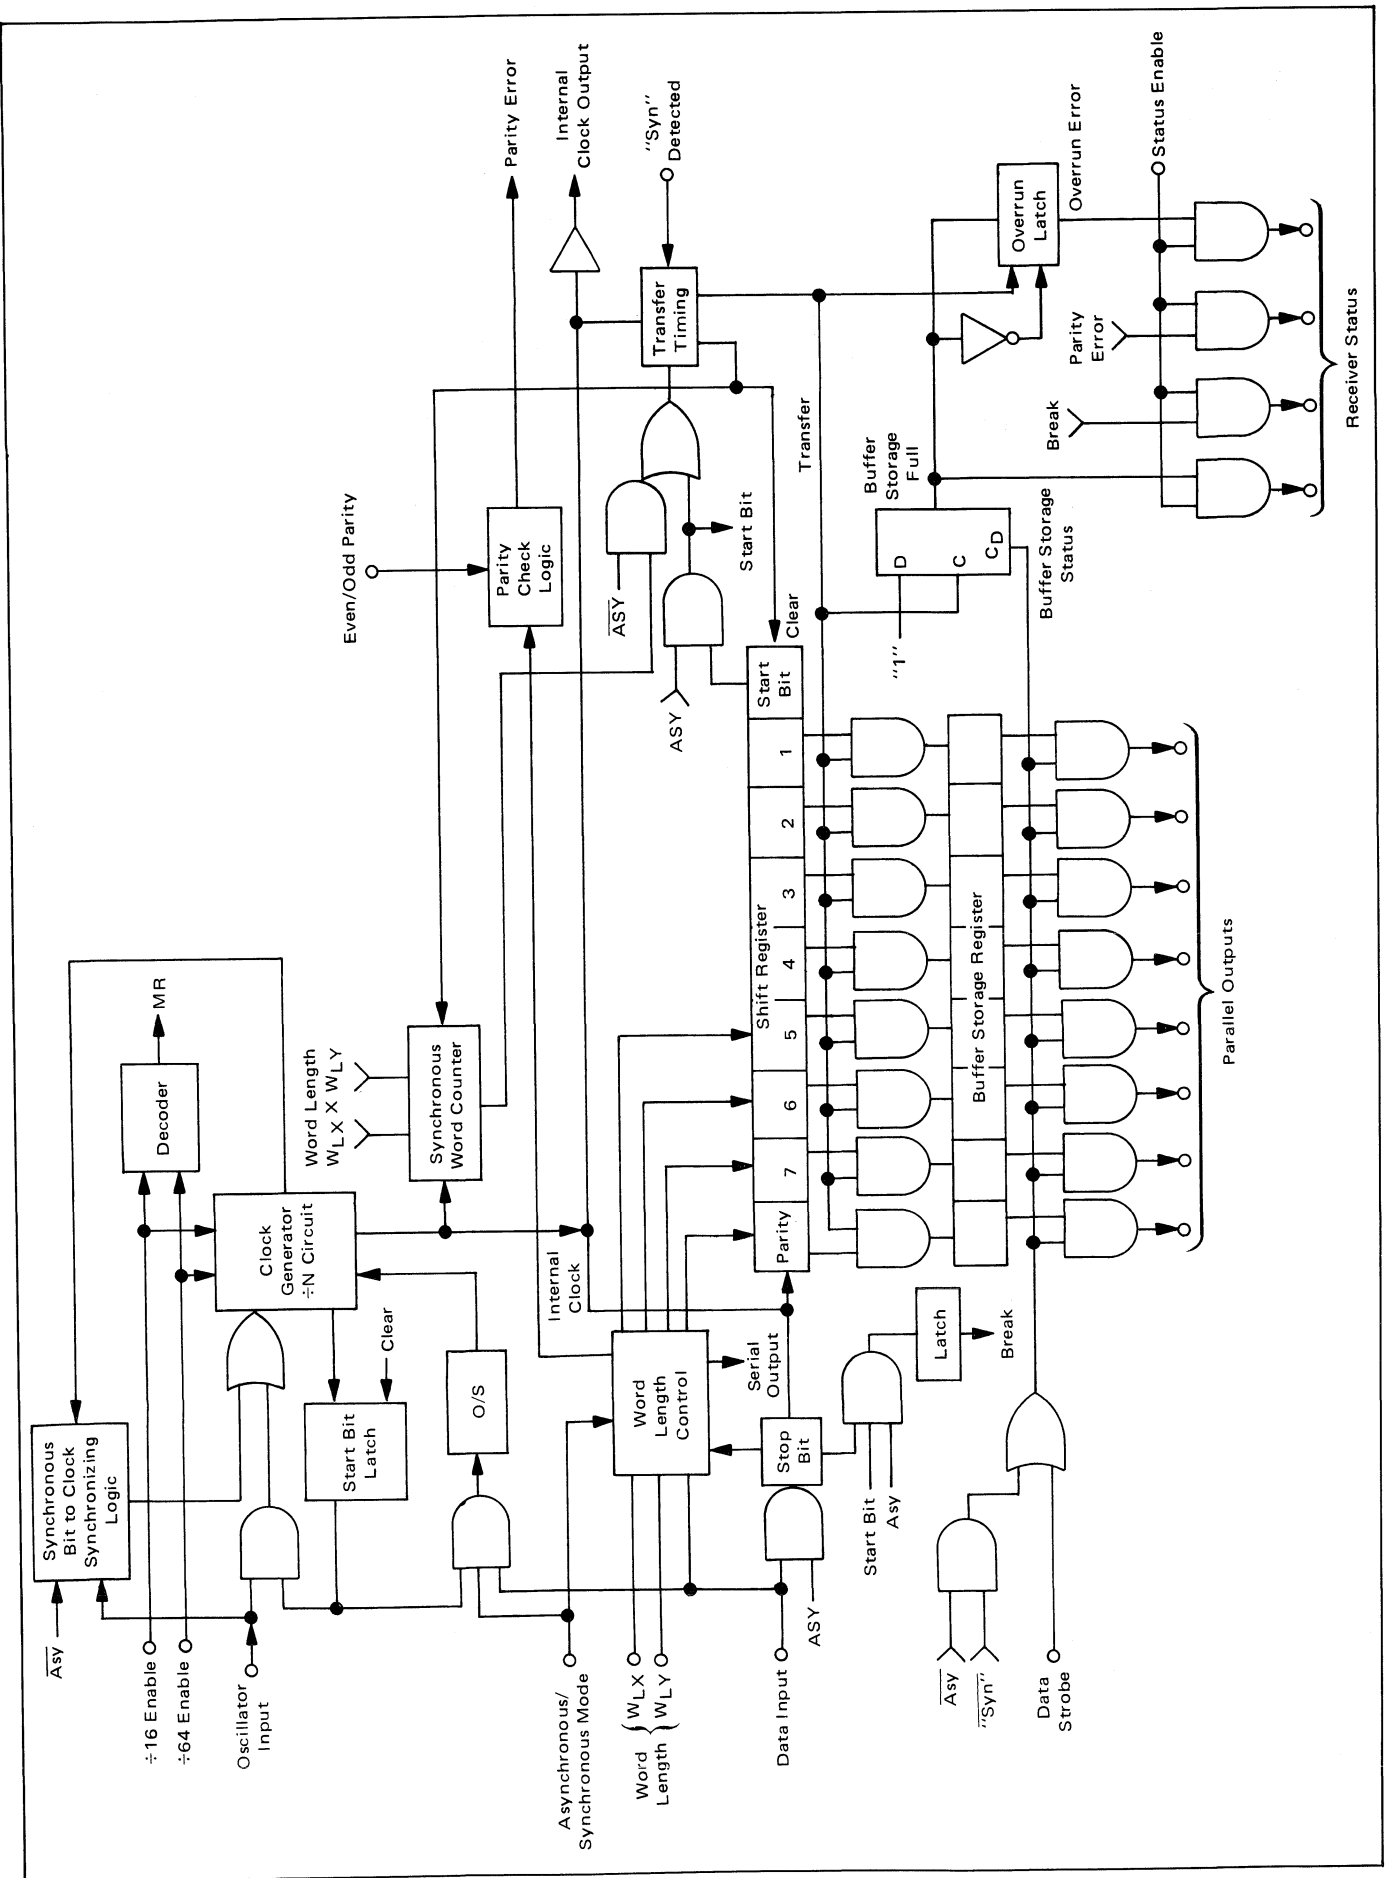 Asy
÷16 Enable
÷64 Enable
Oscillator
Input
Synchronous
Bit to Clock
Synchronizing
Logic
Start Bit
Latch
Clear
Clock
Generator
÷N Circuit
Decoder
MR
O/S
Word Length
WLX X WLY
Synchronous
Word Counter
Internal
Clock
Even/Odd Parity
Parity
Check
Logic
Parity Error
Internal
Clock Output
"Syn"
Detected
Transfer
Timing
ASY
ASY
Start Bit
Asynchronous/
Synchronous Mode
Word
Length
WLX
WLY
Word
Length
Control
Serial
Output
Data Input
ASY
Stop
Bit
Shift Register
Parity
7
6
5
4
3
2
1
Start
Bit
Clear
Transfer
Start Bit
Asy
Latch
Break
Buffer Storage Register
"1"
D
C
CD
Buffer
Storage
Full
Buffer Storage
Status
Overrun
Latch
Overrun Error
Break
Parity
Error
Status Enable
Receiver Status
Asy
"Syn"
Data
Strobe
Parallel Outputs